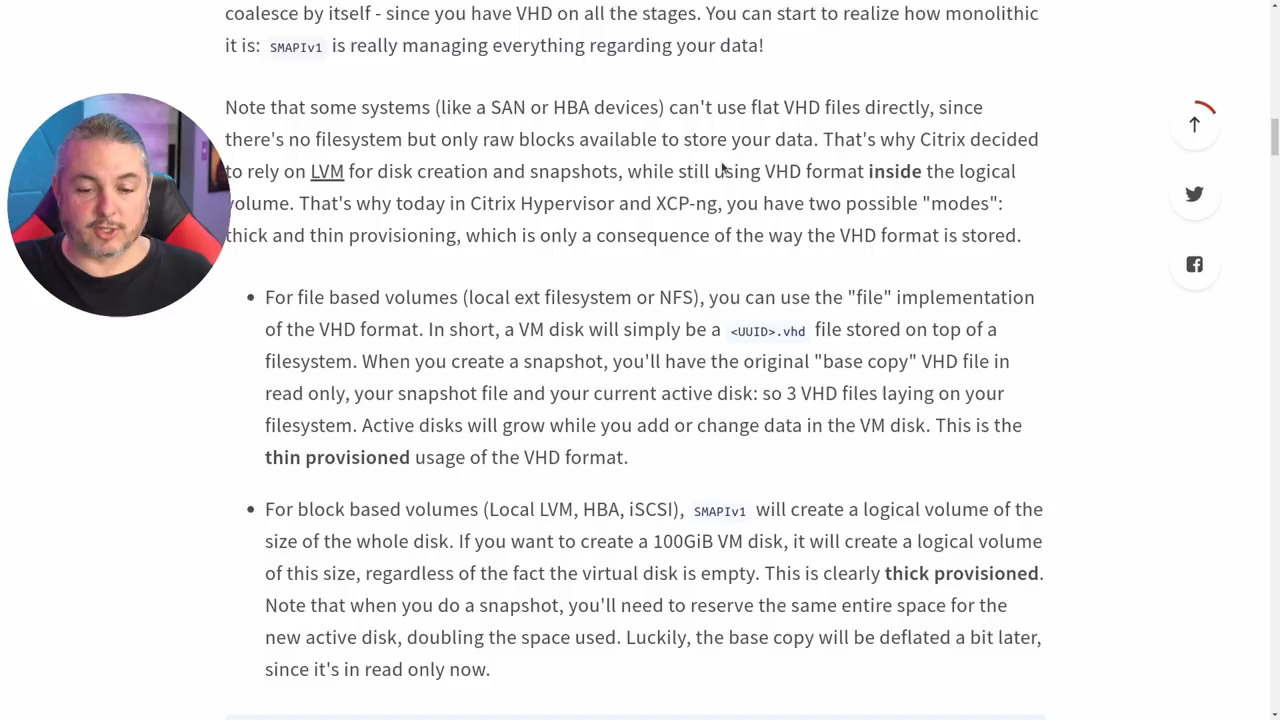 coalesce by itself - since you have VHD on all the stages. You can start to realize how monolithic
it is: SMAPIv1 is really managing everything regarding your data!
Note that some systems (like a SAN or HBA devices) can't use flat VHD files directly, since
there's no filesystem but only raw blocks available to store your data. That's why Citrix decided
to rely on LVM for disk creation and snapshots, while still using VHD format inside the logical
volume. That's why today in Citrix Hypervisor and XCP-ng, you have two possible "modes":
thick and thin provisioning, which is only a consequence of the way the VHD format is stored.
• For file based volumes (local ext filesystem or NFS), you can use the "file" implementation
of the VHD format. In short, a VM disk will simply be a <UUID>.vhd file stored on top of a
filesystem. When you create a snapshot, you'll have the original "base copy" VHD file in
read only, your snapshot file and your current active disk: so 3 VHD files laying on your
filesystem. Active disks will grow while you add or change data in the VM disk. This is the
thin provisioned usage of the VHD format.
• For block based volumes (Local LVM, HBA, iSCSI), SMAPIv1 will create a logical volume of the
size of the whole disk. If you want to create a 100GiB VM disk, it will create a logical volume
of this size, regardless of the fact the virtual disk is empty. This is clearly thick provisioned.
Note that when you do a snapshot, you'll need to reserve the same entire space for the
new active disk, doubling the space used. Luckily, the base copy will be deflated a bit later,
since it's in read only now.